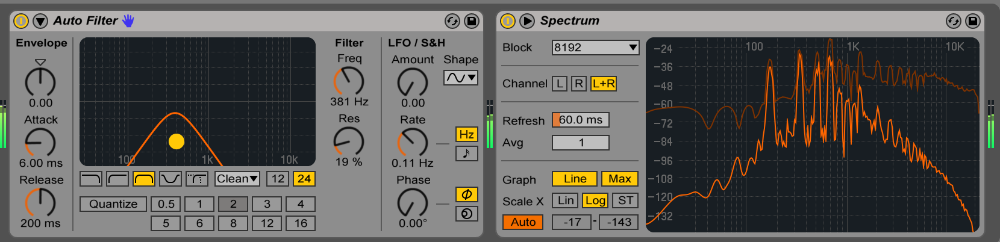 Auto Filter
Envelope
0.00
Attack
6.00 ms
Release
200 ms
100 1K 10K
Clean 12 24
Quantize 0.5 1 2 3 4
5 6 8 12 16
Filter
Freq
381 Hz
Res
19 %
LFO / S&H
Amount Shape
0.00
Rate
Hz
0.11 Hz
Phase
φ
0.00°
Spectrum
Block 8192
Channel L R L+R
Refresh 60.0 ms
Avg 1
Graph Line Max
Scale X Lin Log ST
Auto -17 - -143
100 1K 10K
-24
-36
-48
-60
-72
-84
-96
-108
-120
-132